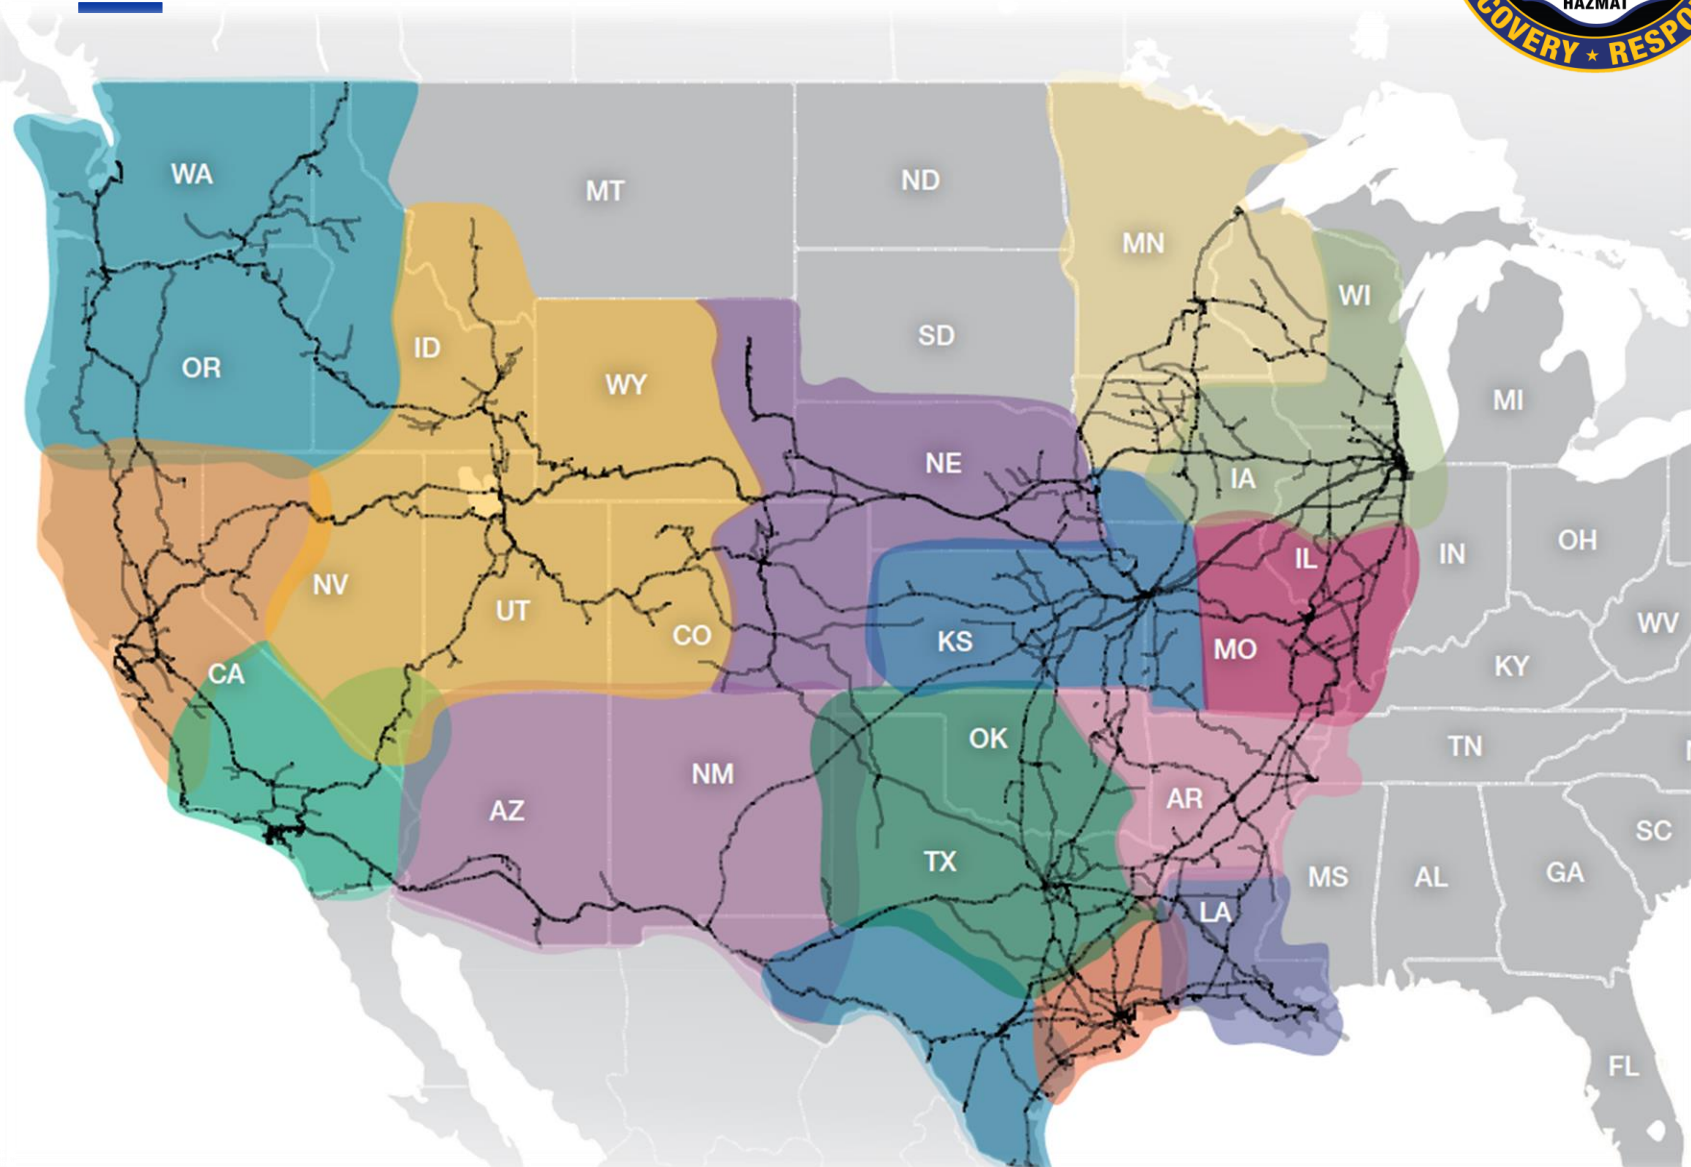 HAZMAT
COVERY ★ RESPO
WA
MT
ND
MN
WI
OR
ID
WY
SD
MI
NE
IA
NV
UT
CO
KS
IL
MO
IN
OH
WV
KY
CA
AZ
NM
OK
TX
AR
TN
LA
MS
AL
GA
SC
FL